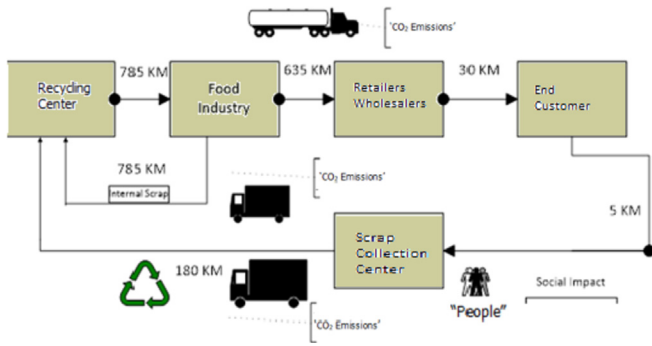 'CO₂ Emissions'
785 KM
635 KM
30 KM
Recycling
Center
Food
Industry
Retailers
Wholesalers
End
Customer
785 KM
Internal Scrap
'CO₂ Emissions'
5 KM
Scrap
Collection
Center
180 KM
"People"
Social Impact
'CO₂ Emissions'